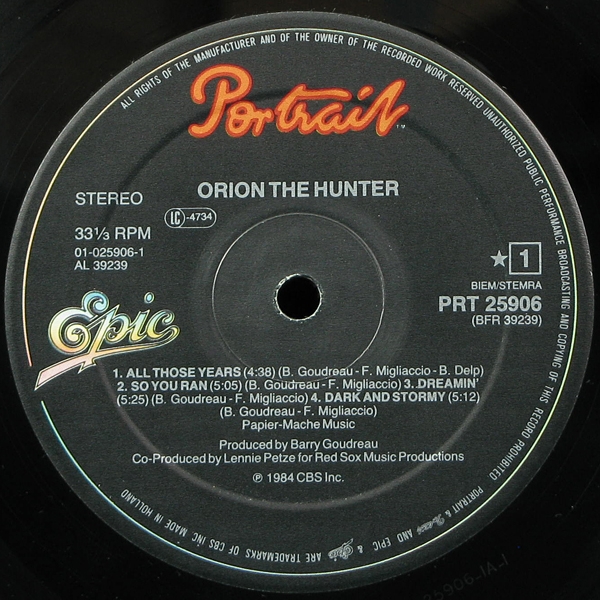 ALL RIGHTS OF THE MANUFACTURER AND OF THE OWNER OF THE RECORDED WORK RESERVED UNAUTHORIZED PUBLIC PERFORMANCE BROADCASTING AND COPYING OF THIS RECORD PROHIBITED
Portrait ™
ORION THE HUNTER
STEREO
LC -4734
33⅓ RPM
01-025906-1
AL 39239
★ 1
BIEM/STEMRA
PRT 25906
(BFR 39239)
Epic
1. ALL THOSE YEARS (4:38) (B. Goudreau - F. Migliaccio - B. Delp)
2. SO YOU RAN (5:05) (B. Goudreau - F. Migliaccio) 3. DREAMIN'
(5:25) (B. Goudreau - F. Migliaccio) 4. DARK AND STORMY (5:12)
(B. Goudreau - F. Migliaccio)
Papier-Mache Music
Produced by Barry Goudreau
Co-Produced by Lennie Petze for Red Sox Music Productions
℗ 1984 CBS Inc.
PORTRAIT & Portrait AND EPIC & Epic ARE TRADEMARKS OF CBS INC MADE IN HOLLAND
25906-1A-1